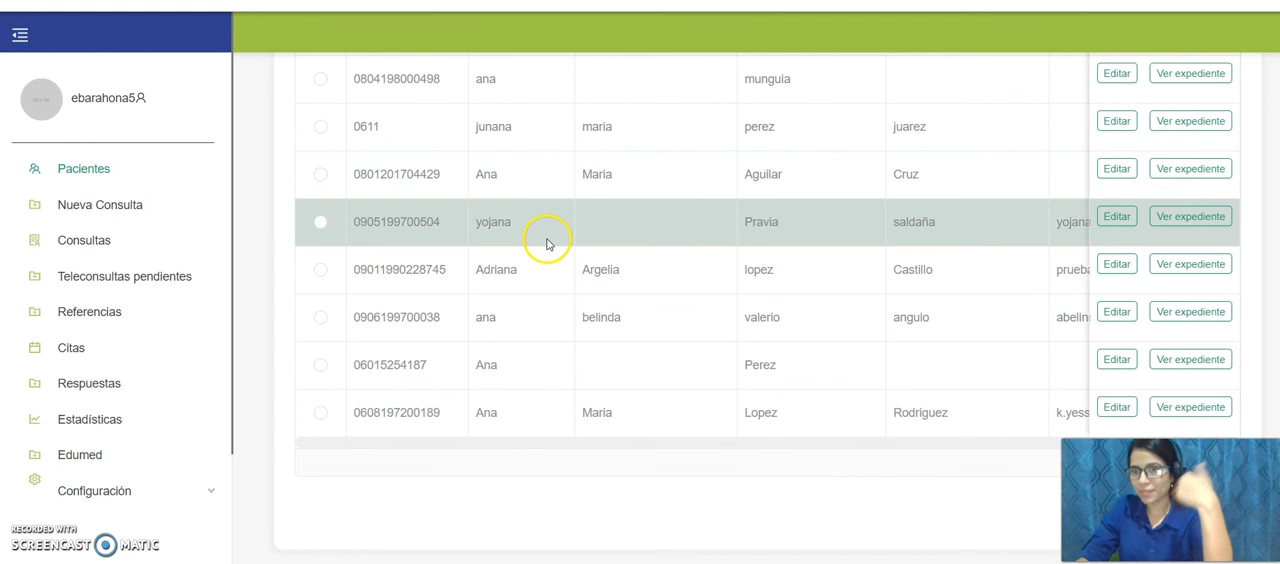 ebarahona5
Pacientes
Nueva Consulta
Consultas
Teleconsultas pendientes
Referencias
Citas
Respuestas
Estadísticas
Edumed
Configuración
RECORDED WITH
SCREENCAST MATIC
0804198000498 ana munguia Editar Ver expediente
0611 junana maria perez juarez Editar Ver expediente
0801201704429 Ana Maria Aguilar Cruz Editar Ver expediente
0905199700504 yojana Pravia saldaña yojana Editar Ver expediente
09011990228745 Adriana Argelia lopez Castillo prueba Editar Ver expediente
0906199700038 ana belinda valerio angulo abelin Editar Ver expediente
06015254187 Ana Perez Editar Ver expediente
0608197200189 Ana Maria Lopez Rodriguez k.yess Editar Ver expediente